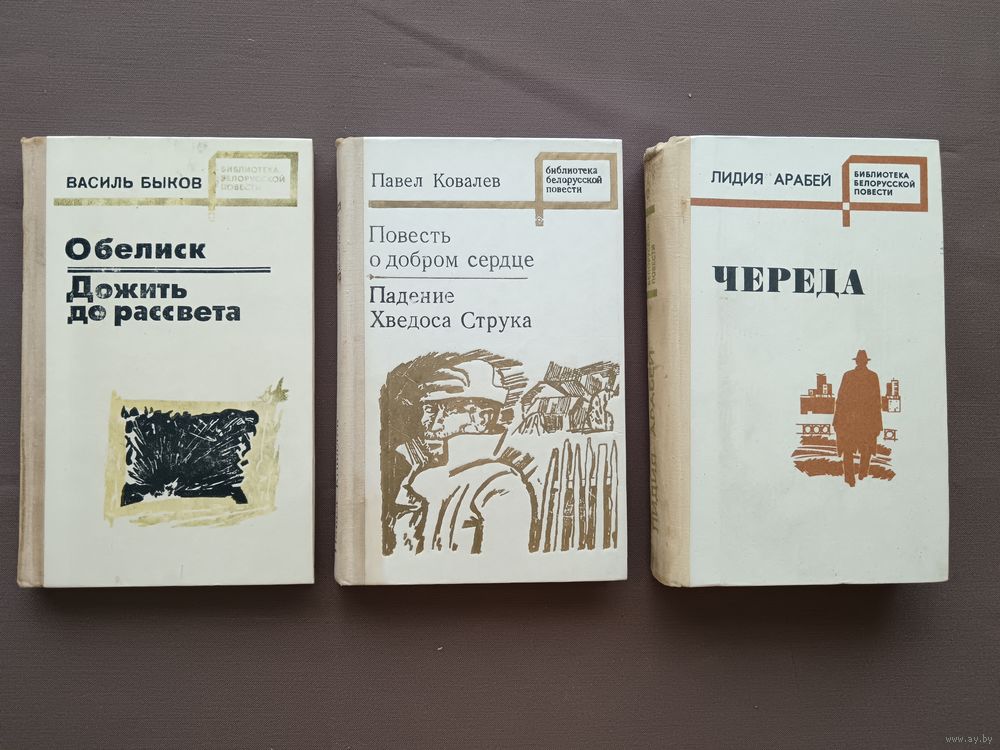 ВАСИЛЬ БЫКОВ
БИБЛИОТЕКА
БЕЛОРУССКОЙ
ПОВЕСТИ
Обелиск
Дожить
до рассвета
Павел Ковалев
библиотека
белорусской
повести
Повесть
о добром сердце
Падение
Хведоса Струка
ЛИДИЯ АРАБЕЙ
БИБЛИОТЕКА
БЕЛОРУССКОЙ
ПОВЕСТИ
ЧЕРЕДА
© www.ay.by